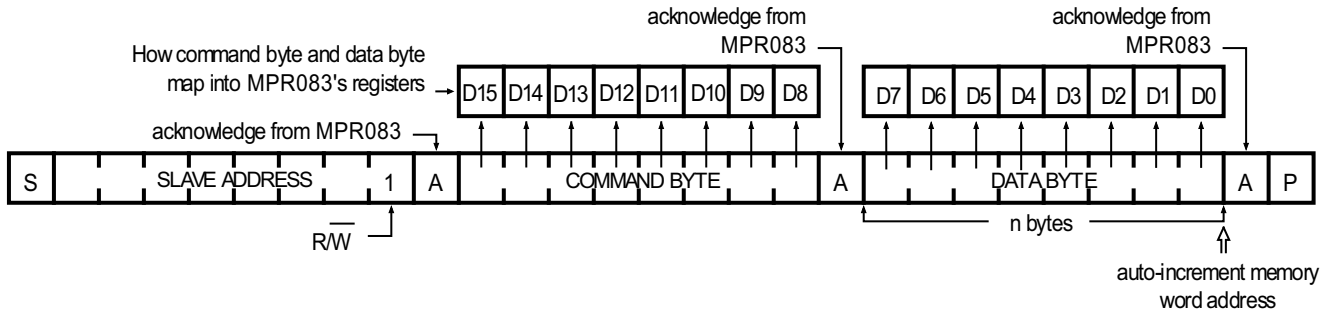 acknowledge from
MPR083
acknowledge from
MPR083
How command byte and data byte
map into MPR083's registers
D15 D14 D13 D12 D11 D10 D9 D8
D7 D6 D5 D4 D3 D2 D1 D0
acknowledge from MPR083
S SLAVE ADDRESS 1 A COMMAND BYTE A DATA BYTE A P
R/W̅
n bytes
auto-increment memory
word address